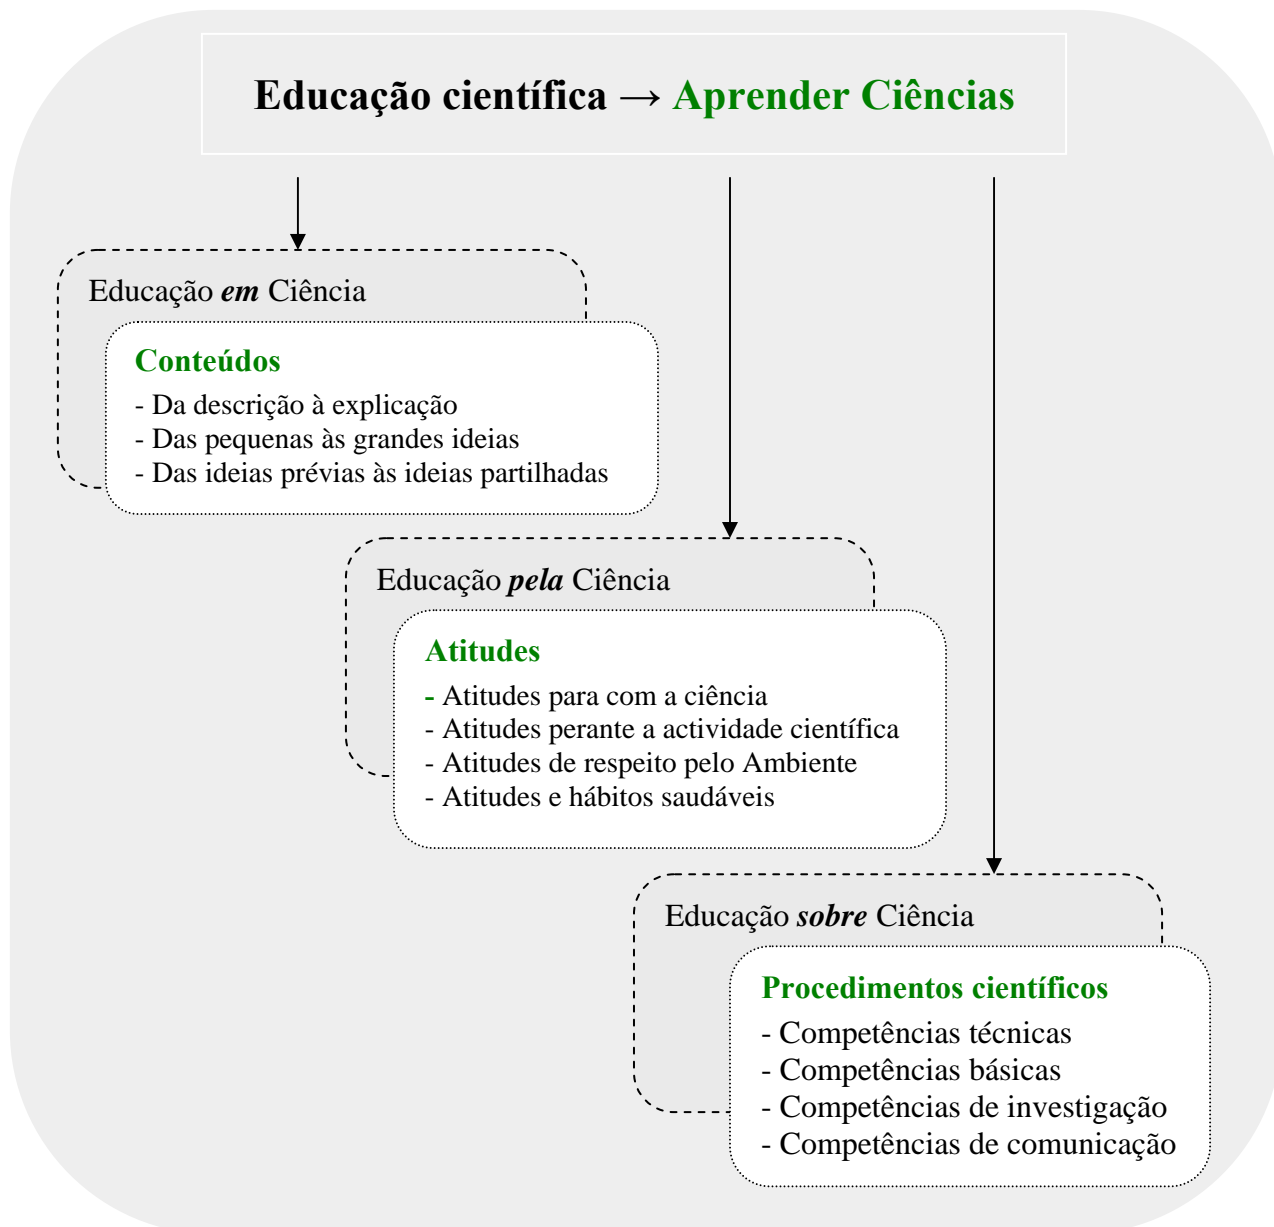 Educação científica → Aprender Ciências
Educação em Ciência
Conteúdos
- Da descrição à explicação
- Das pequenas às grandes ideias
- Das ideias prévias às ideias partilhadas
Educação pela Ciência
Atitudes
- Atitudes para com a ciência
- Atitudes perante a actividade científica
- Atitudes de respeito pelo Ambiente
- Atitudes e hábitos saudáveis
Educação sobre Ciência
Procedimentos científicos
- Competências técnicas
- Competências básicas
- Competências de investigação
- Competências de comunicação